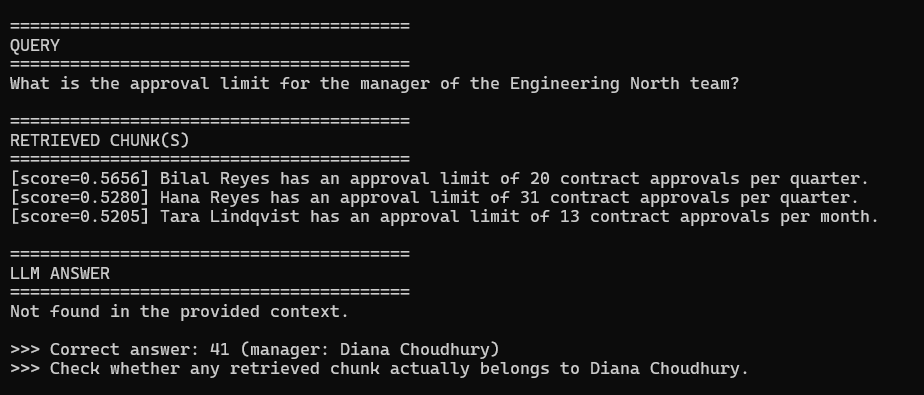 ========================================
QUERY
========================================
What is the approval limit for the manager of the Engineering North team?
========================================
RETRIEVED CHUNK(S)
========================================
[score=0.5656] Bilal Reyes has an approval limit of 20 contract approvals per quarter.
[score=0.5280] Hana Reyes has an approval limit of 31 contract approvals per quarter.
[score=0.5205] Tara Lindqvist has an approval limit of 13 contract approvals per month.
========================================
LLM ANSWER
========================================
Not found in the provided context.
>>> Correct answer: 41 (manager: Diana Choudhury)
>>> Check whether any retrieved chunk actually belongs to Diana Choudhury.